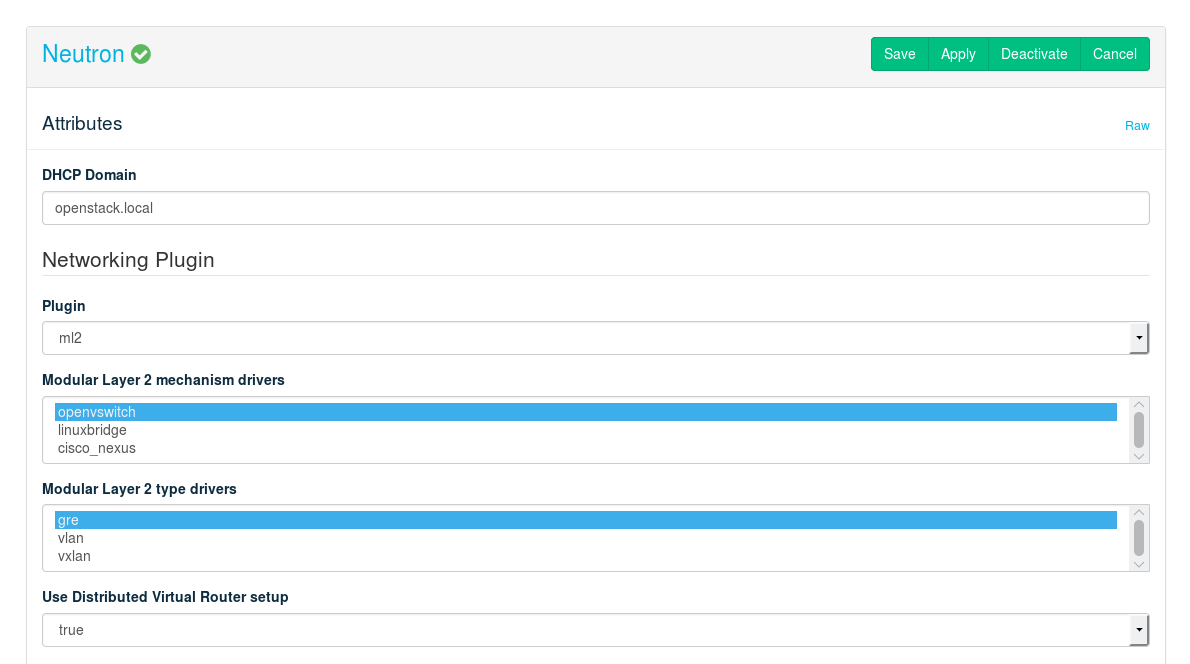 Neutron
Save Apply Deactivate Cancel
Attributes
Raw
DHCP Domain
openstack.local
Networking Plugin
Plugin
ml2
Modular Layer 2 mechanism drivers
openvswitch
linuxbridge
cisco_nexus
Modular Layer 2 type drivers
gre
vlan
vxlan
Use Distributed Virtual Router setup
true